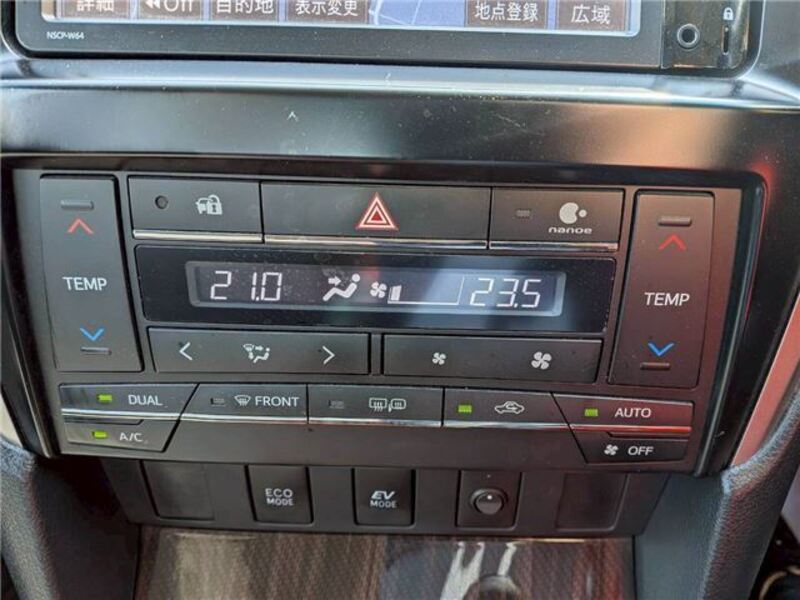 詳細 Off 目的地 表示変更 地点登録 広域
NSCP-W64
nanoe
TEMP
21.0
23.5
TEMP
DUAL
FRONT
AUTO
A/C
OFF
ECO
MODE
EV
MODE